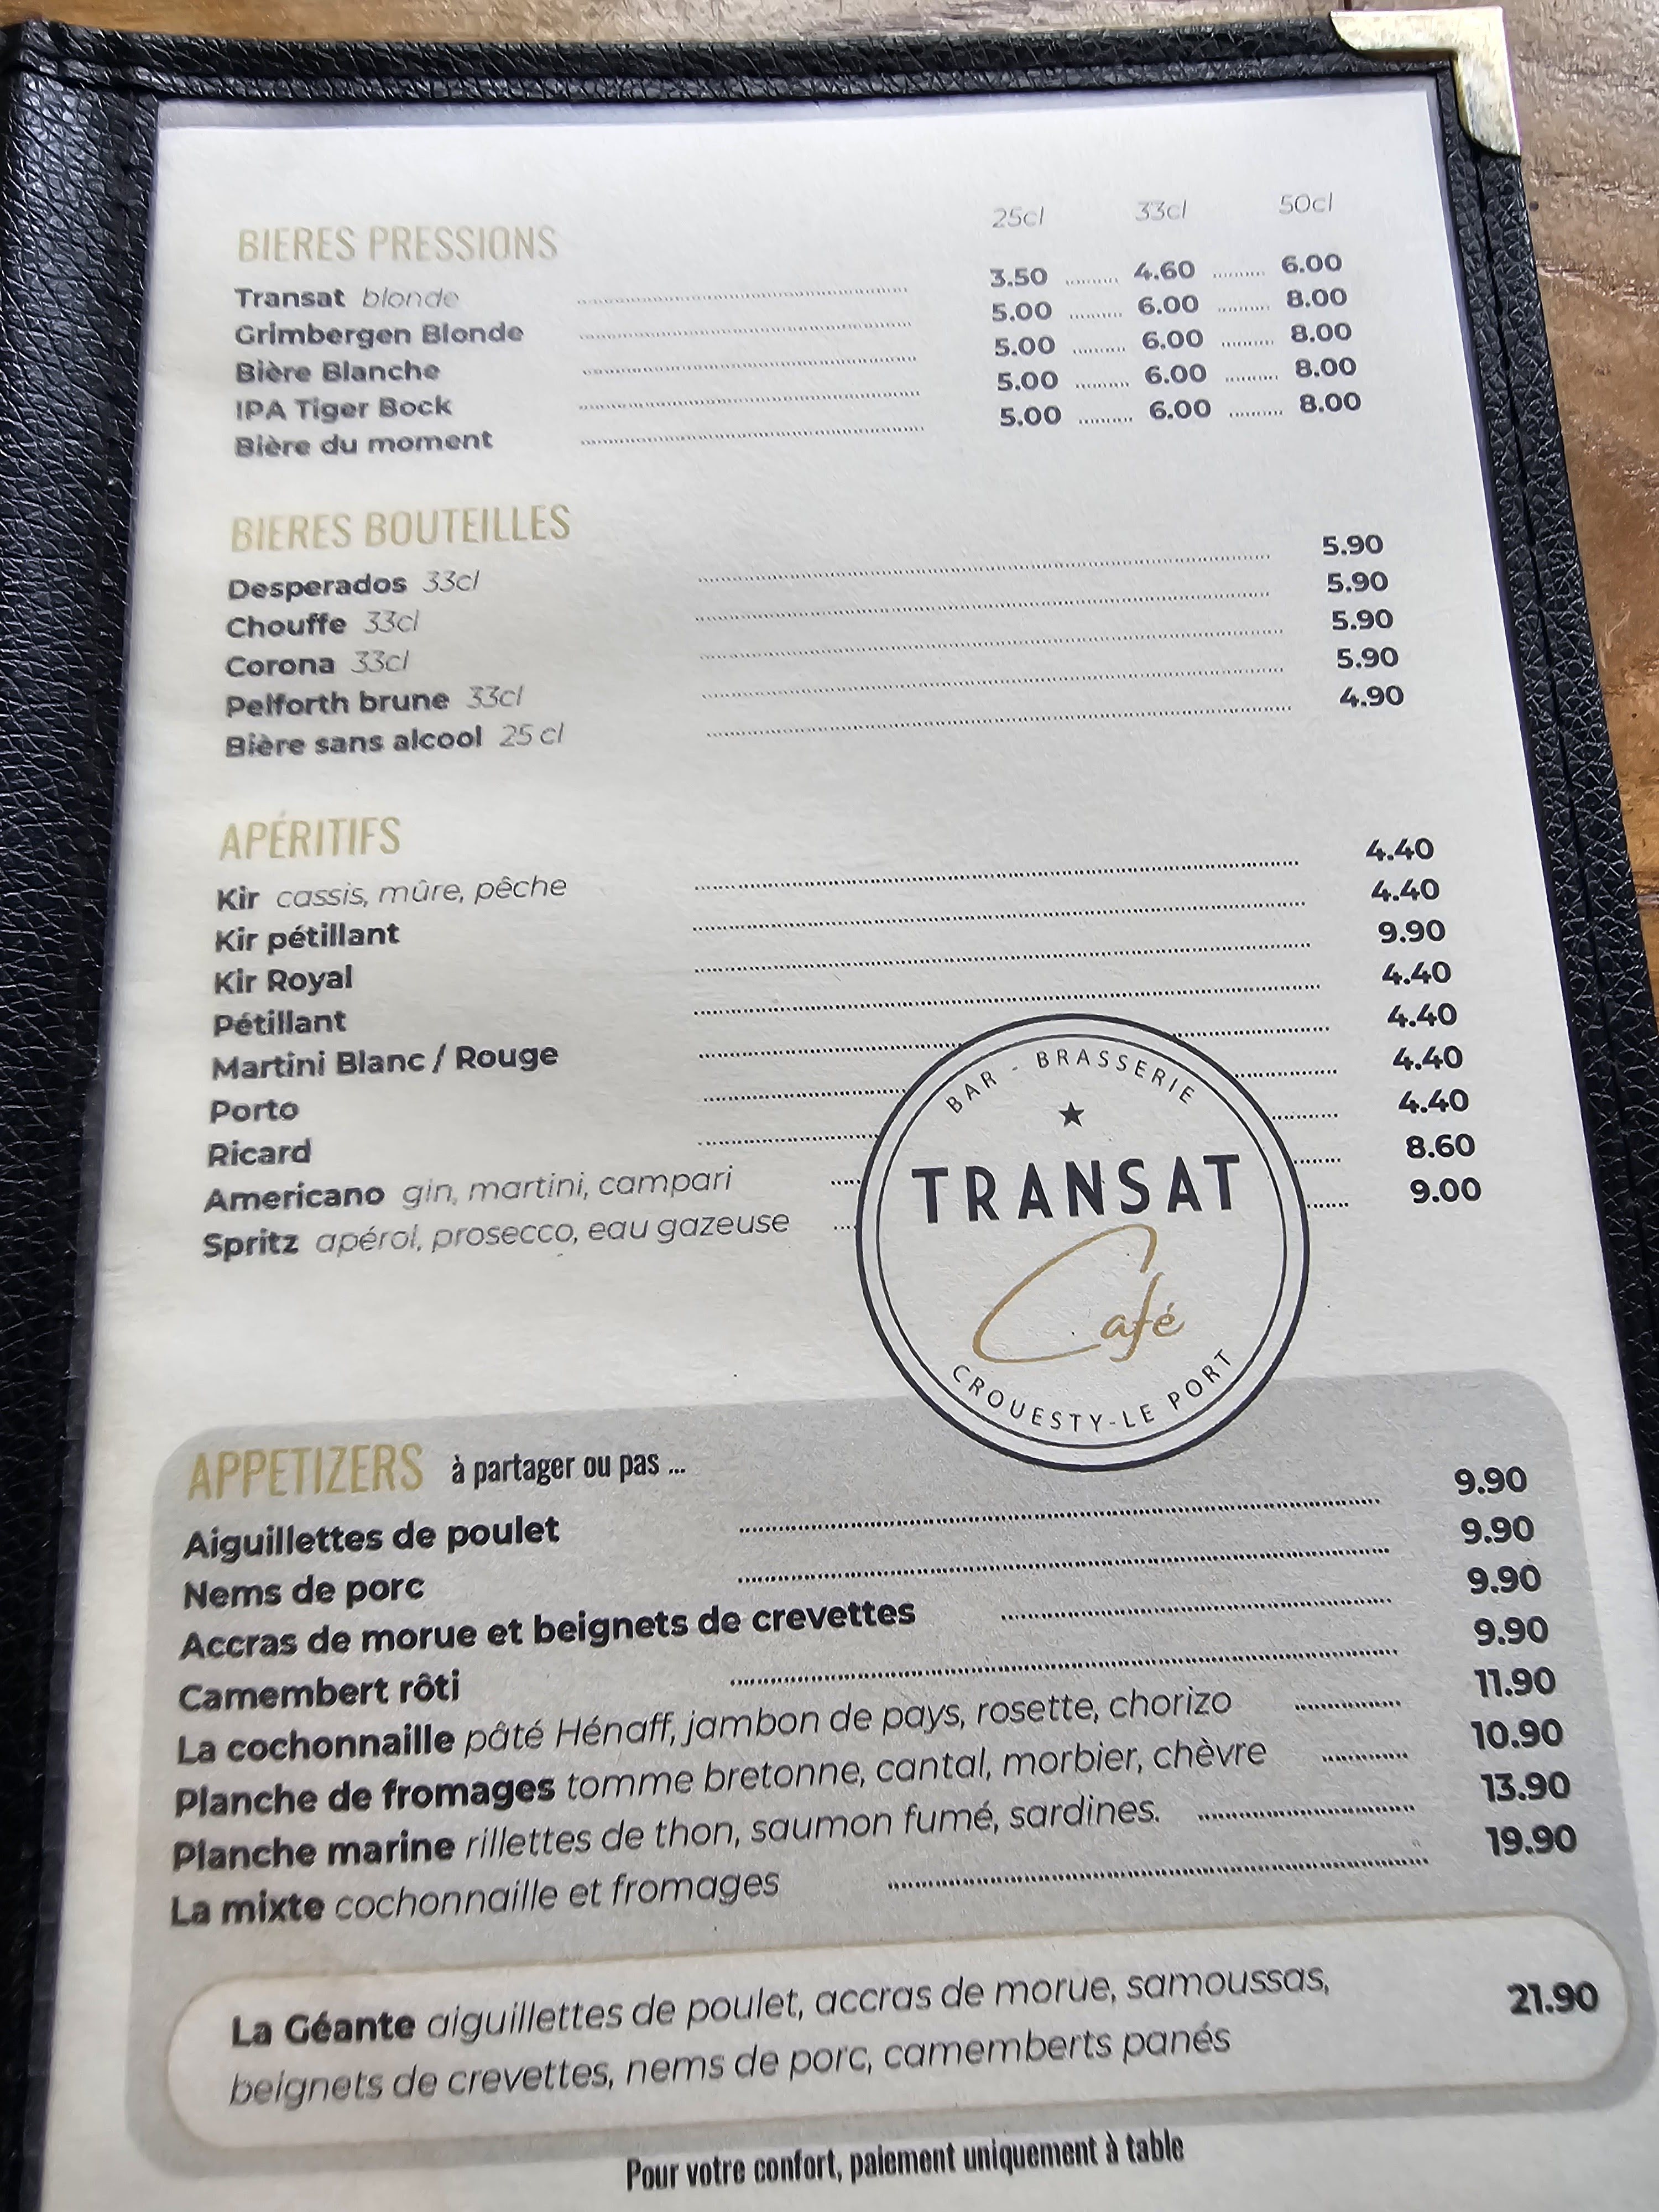 25cl 33cl 50cl
BIERES PRESSIONS
Transat blonde 3.50 4.60 6.00
Grimbergen Blonde 5.00 6.00 8.00
Bière Blanche 5.00 6.00 8.00
IPA Tiger Bock 5.00 6.00 8.00
Bière du moment 5.00 6.00 8.00
BIERES BOUTEILLES
Desperados 33cl 5.90
Chouffe 33cl 5.90
Corona 33cl 5.90
Pelforth brune 33cl 5.90
Bière sans alcool 25 cl 4.90
APÉRITIFS
Kir cassis, mûre, pêche 4.40
Kir pétillant 4.40
Kir Royal 9.90
Pétillant 4.40
Martini Blanc / Rouge 4.40
Porto 4.40
Ricard 4.40
Americano gin, martini, campari 8.60
Spritz apérol, prosecco, eau gazeuse 9.00
BAR - BRASSERIE
TRANSAT
Café
CROUESTY-LE PORT
APPETIZERS à partager ou pas ...
Aiguillettes de poulet 9.90
Nems de porc 9.90
Accras de morue et beignets de crevettes 9.90
Camembert rôti 9.90
La cochonnaille pâté Hénaff, jambon de pays, rosette, chorizo 11.90
Planche de fromages tomme bretonne, cantal, morbier, chèvre 10.90
Planche marine rillettes de thon, saumon fumé, sardines. 13.90
La mixte cochonnaille et fromages 19.90
La Géante aiguillettes de poulet, accras de morue, samoussas, 21.90
beignets de crevettes, nems de porc, camemberts panés
Pour votre confort, paiement uniquement à table